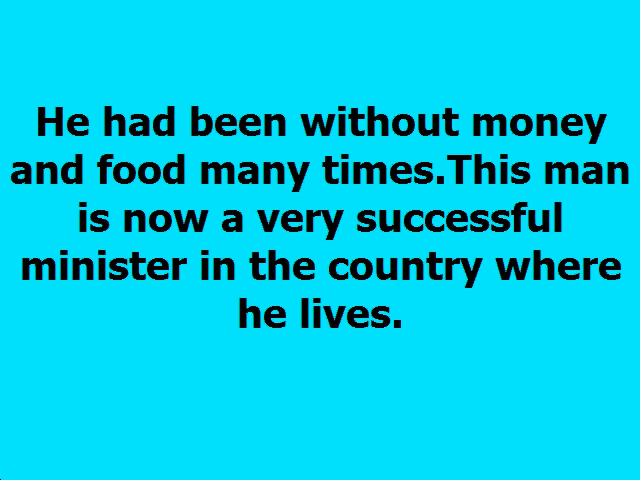 He had been without money
and food many times.This man
is now a very successful
minister in the country where
he lives.